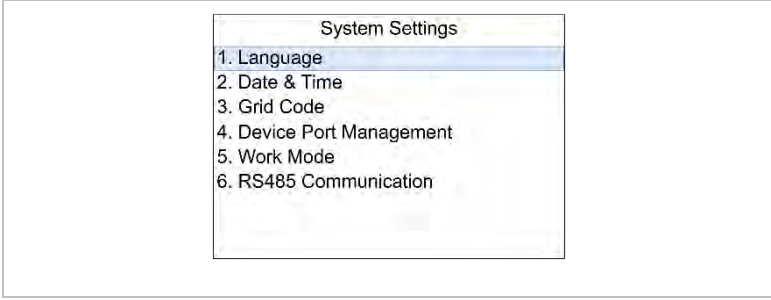 System Settings
1. Language
2. Date & Time
3. Grid Code
4. Device Port Management
5. Work Mode
6. RS485 Communication